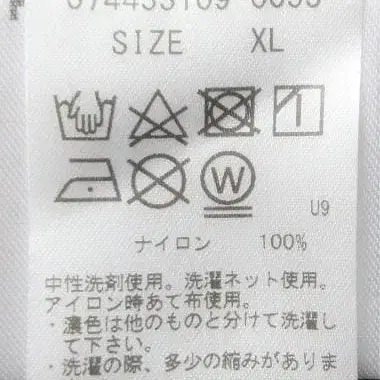 SIZE XL
W
U9
ナイロン 100%
中性洗剤使用。洗濯ネット使用。
アイロン時あて布使用。
・濃色は他のものと分けて洗濯し
て下さい。
・洗濯の際、多少の縮みがありま